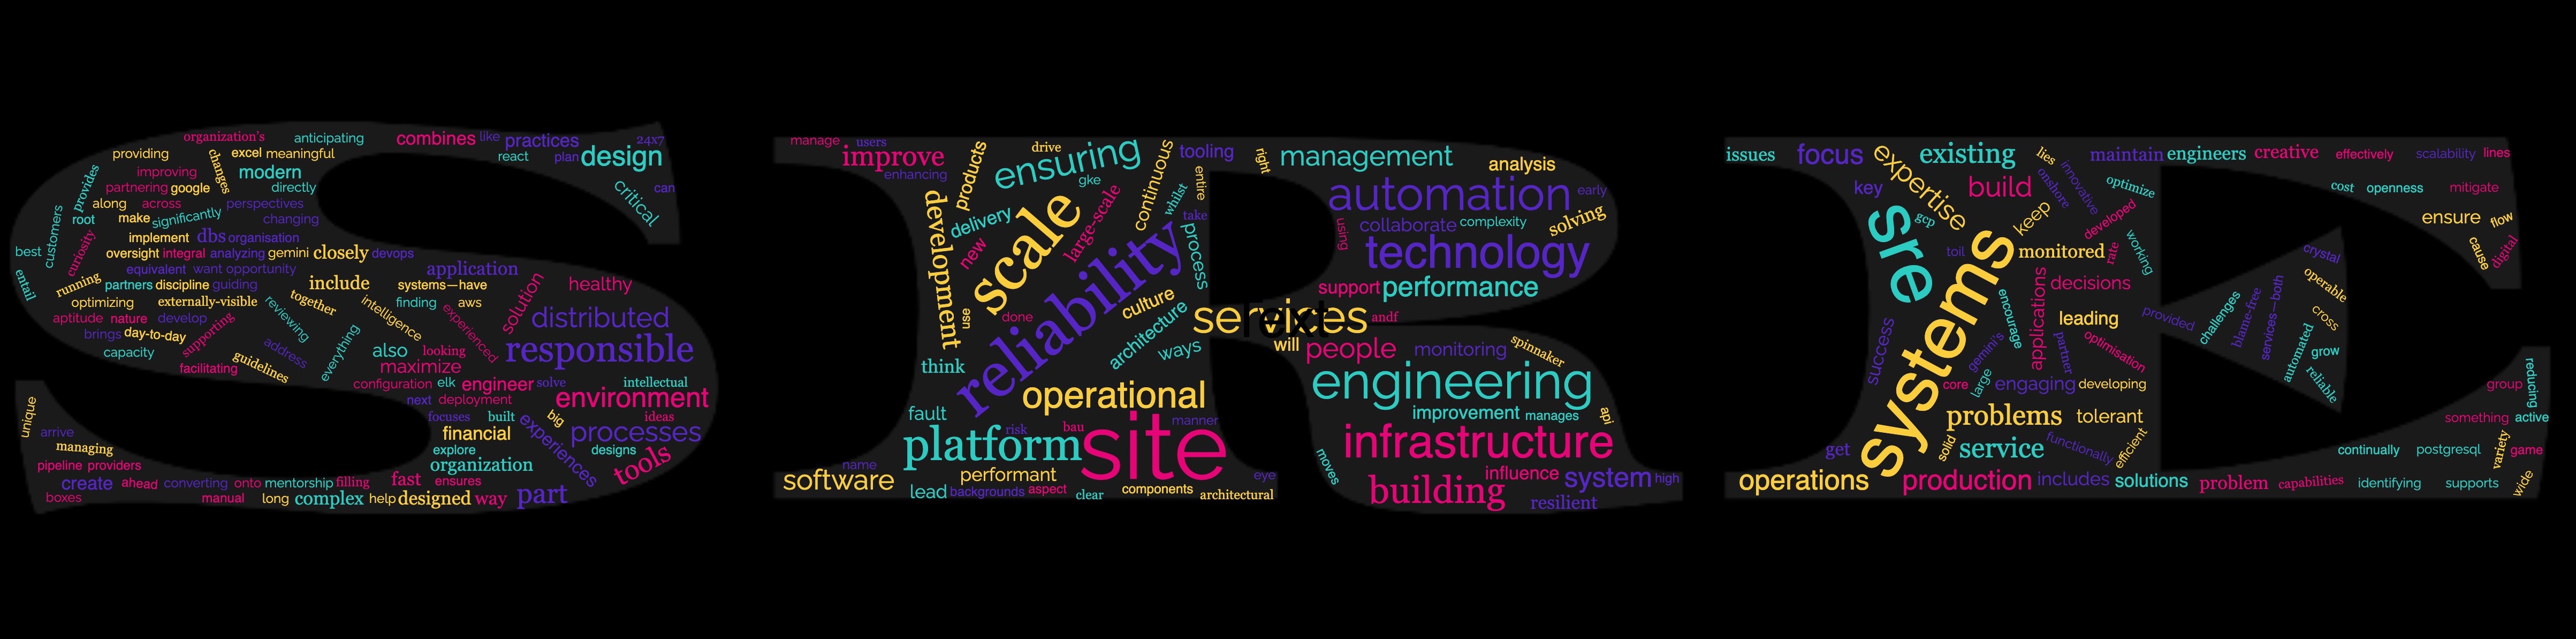 organization's anticipating combines like practices 24x7
providing changes excel meaningful react plan design
provides improving modern
partnering google directly critical can
along across perspectives
customers root make significantly changing
curiosity implement dbs organisation
best oversight integral analyzing gemini closely devops
equivalent want opportunity application
entail running partners discipline guiding include systems—have solution healthy
optimizing externally-visible together intelligence finding aws
aptitude nature develop supporting reviewing experienced distributed
brings day-to-day address everything
capacity guidelines also looking responsible
facilitating maximize
configuration elk engineer solve intellectual
next deployment environment
unique focuses built big experiences ideas
arrive financial processes
managing explore designs
pipeline providers organization tools
create ahead converting onto mentorship filling fast ensures
boxes manual long complex help designed way part
manage users products drive ensuring continuous tooling right management analysis
improve
enhancing gke whilst entire automation early
development delivery scale large-scale take using collaborate complexity solving
new reliability process technology
culture support performance
use done architecture services andf
text
think ways will people monitoring spinnaker
operational engineering
fault manner improvement manages api
platform risk bau site infrastructure
name performant eye moves influence system high
software
lead backgrounds aspect clear components architectural building resilient
issues focus expertise existing lies innovative maintain engineers creative effectively scalability lines
key build onshore optimize cost openness mitigate
sre gcp keep developed ensure flow
toil systems monitored rate working crystal cause digital
applications decisions operable
encourage leading provided challenges blame-free services—both cross
success gemini's partner optimisation automated grow
core large engaging developing reliable group reducing
problems tolerant something active
get solid service functionally efficient continually postgresql variety game
operations production includes solutions problem capabilities identifying supports wide